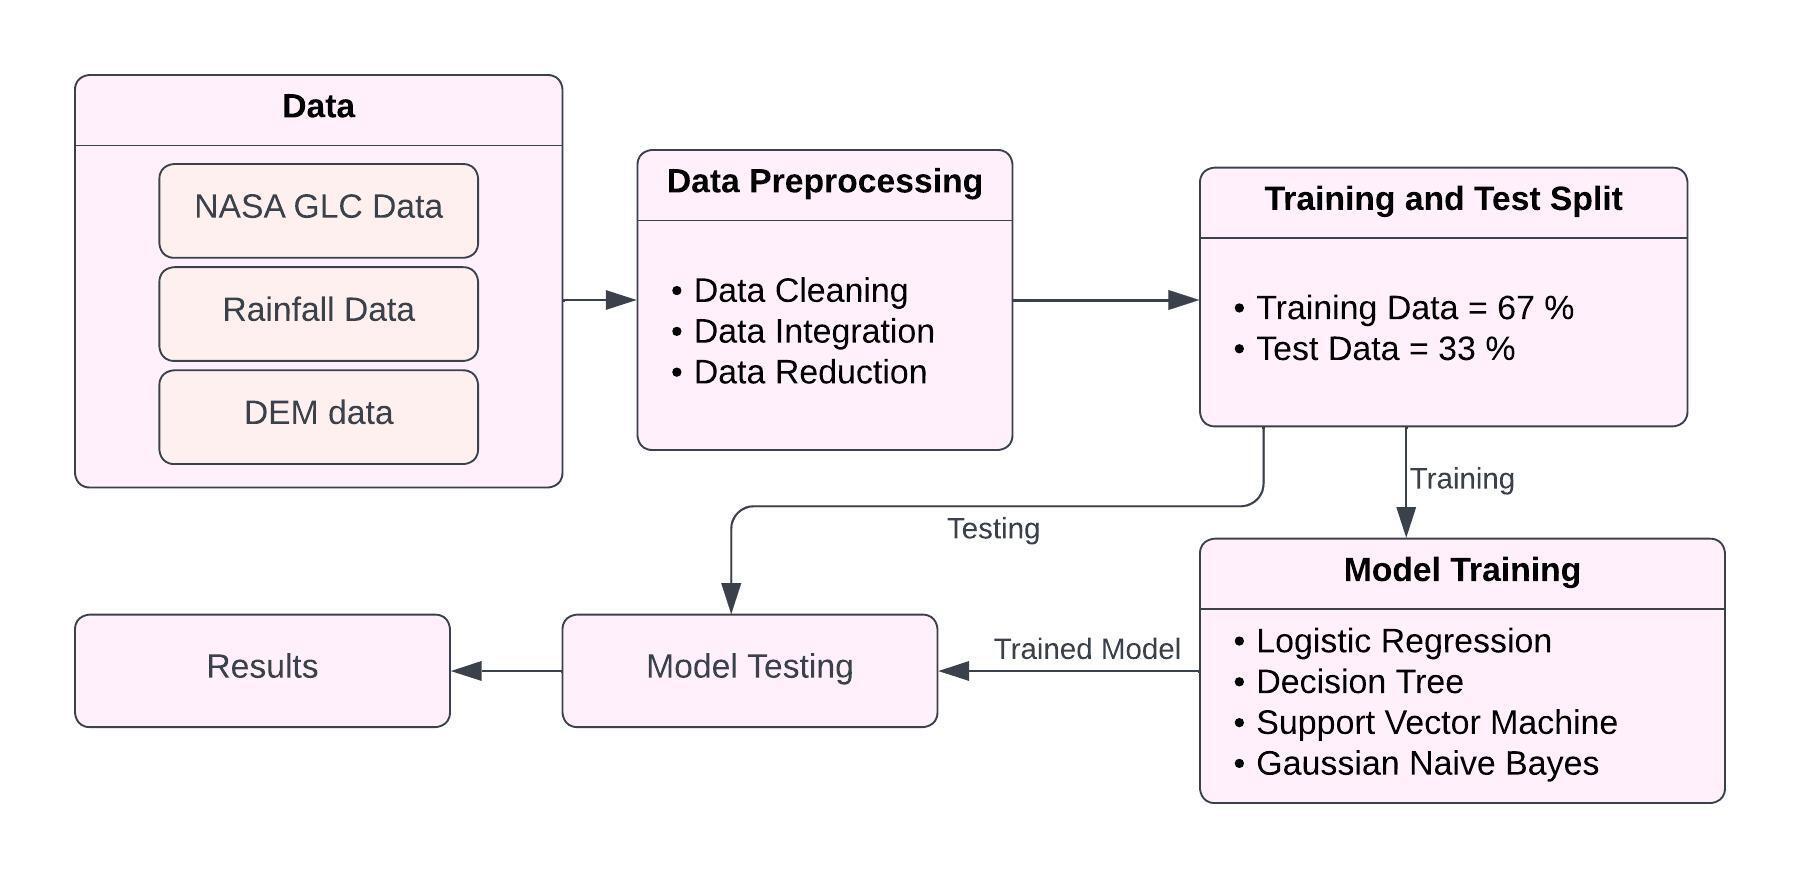 Data
NASA GLC Data
Rainfall Data
DEM data
Data Preprocessing
• Data Cleaning
• Data Integration
• Data Reduction
Training and Test Split
• Training Data = 67 %
• Test Data = 33 %
Training
Testing
Model Training
• Logistic Regression
• Decision Tree
• Support Vector Machine
• Gaussian Naive Bayes
Trained Model
Model Testing
Results